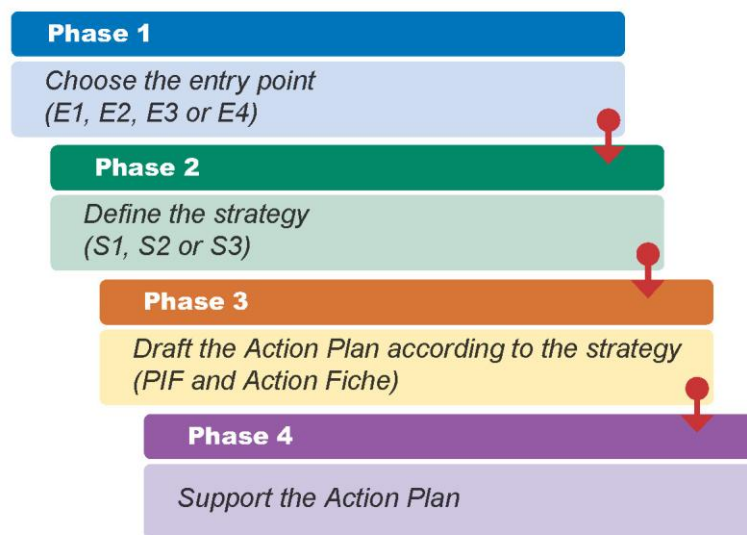 Phase 1
Choose the entry point
(E1, E2, E3 or E4)
Phase 2
Define the strategy
(S1, S2 or S3)
Phase 3
Draft the Action Plan according to the strategy
(PIF and Action Fiche)
Phase 4
Support the Action Plan